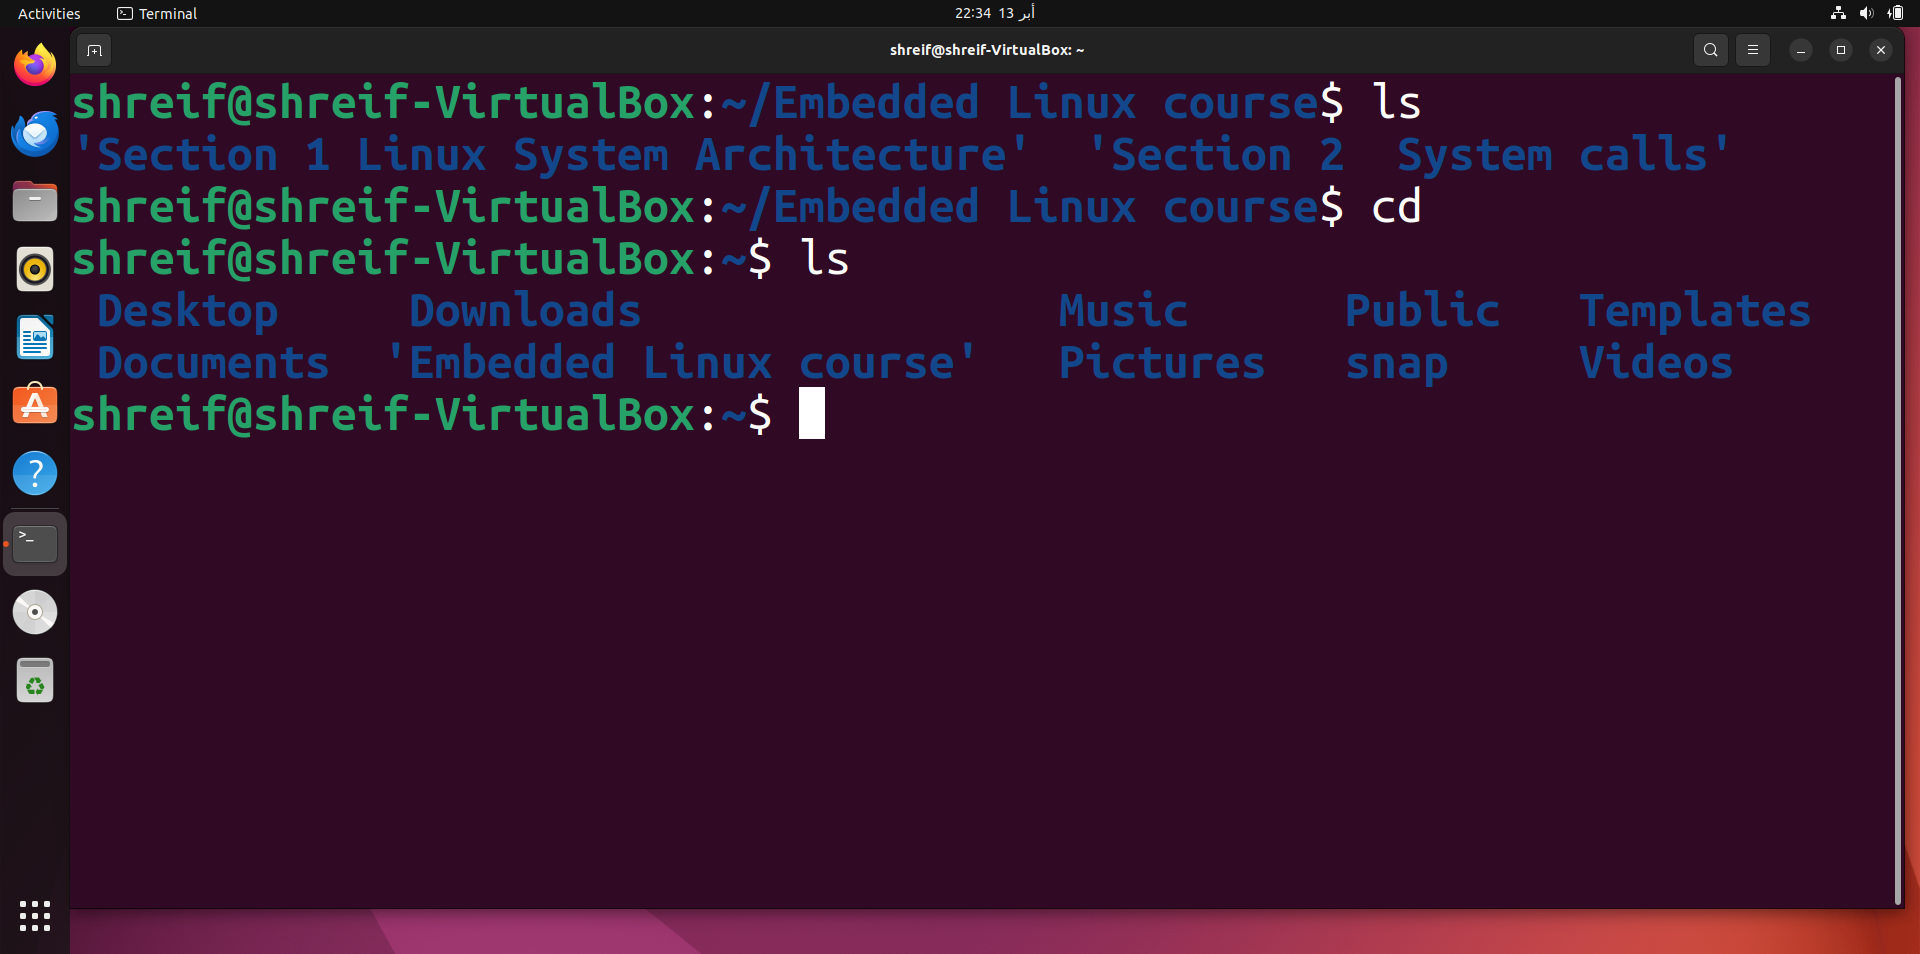 Activities Terminal 22:34 13 أبر
shreif@shreif-VirtualBox: ~
shreif@shreif-VirtualBox:~/Embedded Linux course$ ls
'Section 1 Linux System Architecture'  'Section 2  System calls'
shreif@shreif-VirtualBox:~/Embedded Linux course$ cd
shreif@shreif-VirtualBox:~$ ls
Desktop Downloads Music Public Templates
Documents 'Embedded Linux course' Pictures snap Videos
shreif@shreif-VirtualBox:~$